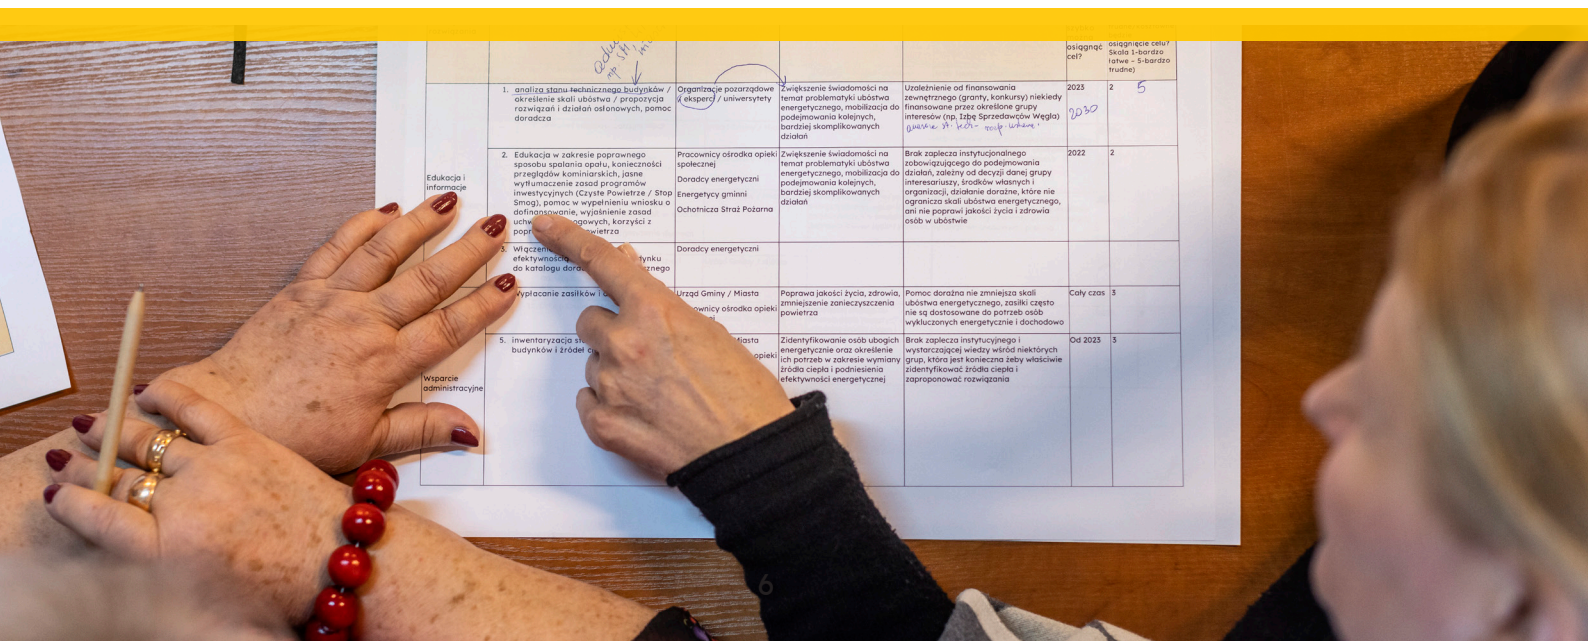 osiągnąć
cel?
osiągnięcie celu?
Skala 1-bardzo
łatwe – 5-bardzo
trudne)
1. analiza stanu technicznego budynków /
określenie skali ubóstwa / propozycja
rozwiązań i działań osłonowych, pomoc
doradcza
Organizacje pozarządowe
/ eksperci / uniwersytety
Zwiększenie świadomości na
temat problematyki ubóstwa
energetycznego, mobilizacja do
podejmowania kolejnych,
bardziej skomplikowanych
działań
Uzależnienie od finansowania
zewnętrznego (granty, konkursy) niekiedy
finansowane przez określone grupy
interesów (np. Izbę Sprzedawców Węgla)
2023
2030
2
5
Edukacja i
informacje
2. Edukacja w zakresie poprawnego
sposobu spalania opału, konieczności
przeglądów kominiarskich, jasne
wytłumaczenie zasad programów
inwestycyjnych (Czyste Powietrze / Stop
Smog), pomoc w wypełnieniu wniosku o
dofinansowanie, wyjaśnienie zasad
korzyści z
Pracownicy ośrodka opieki
społecznej
Doradcy energetyczni
Energetycy gminni
Ochotnicza Straż Pożarna
Zwiększenie świadomości na
temat problematyki ubóstwa
energetycznego, mobilizacja do
podejmowania kolejnych,
bardziej skomplikowanych
działań
Brak zaplecza instytucjonalnego
zobowiązującego do podejmowania
działań, zależny od decyzji danej grupy
interesariuszy, środków własnych i
organizacji, działanie doraźne, które nie
ogranicza skali ubóstwa energetycznego,
ani nie poprawi jakości życia i zdrowia
osób w ubóstwie
2022
2
3.
do katalogu
Doradcy energetyczni
Wypłacanie zasiłków i
Urząd Gminy / Miasta
ośrodka opieki
Poprawa jakości życia, zdrowia,
zmniejszenie zanieczyszczenia
powietrza
Pomoc doraźna nie zmniejsza skali
ubóstwa energetycznego, zasiłki często
nie są dostosowane do potrzeb osób
wykluczonych energetycznie i dochodowo
Cały czas
3
Wsparcie
administracyjne
5. inwentaryzacja
budynków i źródeł
opieki
Zidentyfikowanie osób ubogich
energetycznie oraz określenie
ich potrzeb w zakresie wymiany
źródła ciepła i podniesienia
efektywności energetycznej
Brak zaplecza instytucyjnego i
wystarczającej wiedzy wśród niektórych
grup, która jest konieczna żeby właściwie
zidentyfikować źródła ciepła i
zaproponować rozwiązania
Od 2023
3
6